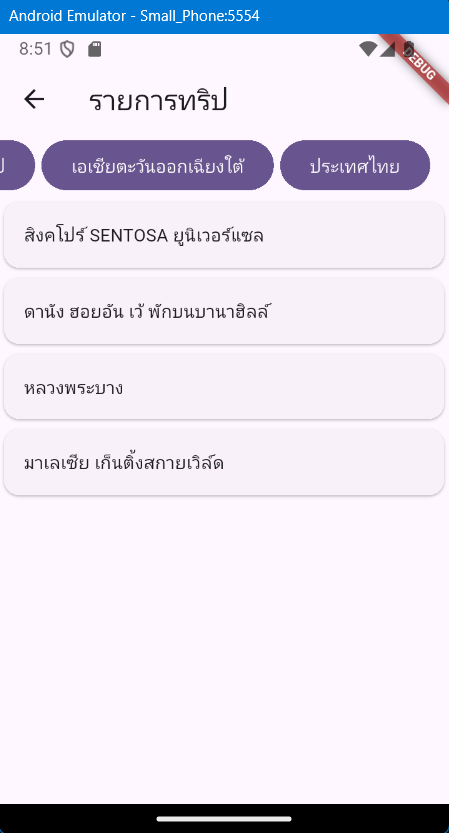 Android Emulator - Small_Phone:5554
8:51
DEBUG
รายการทริป
ป เอเชียตะวันออกเฉียงใต้ ประเทศไทย
สิงคโปร์ SENTOSA ยูนิเวอร์แซล
ดานัง ฮอยอัน เว้ พักบนบานาฮิลล์
หลวงพระบาง
มาเลเซีย เก็นติ้งสกายเวิล์ด